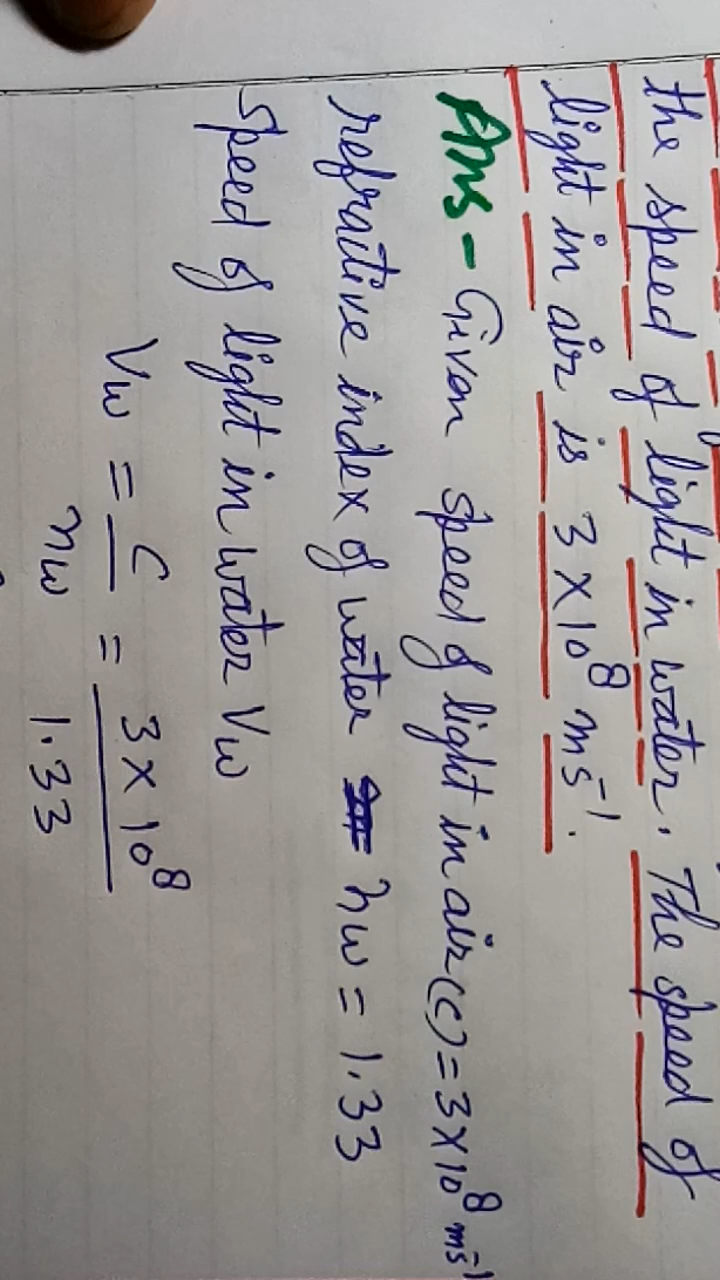 the speed of light in water. The speed of
light in air is 3 × 10⁸ ms⁻¹.
Ans - Given speed of light in air (c) = 3 × 10⁸ ms⁻¹
refractive index of water nw = 1.33
speed of light in water Vw
Vw = c/nw = 3 × 10⁸/1.33